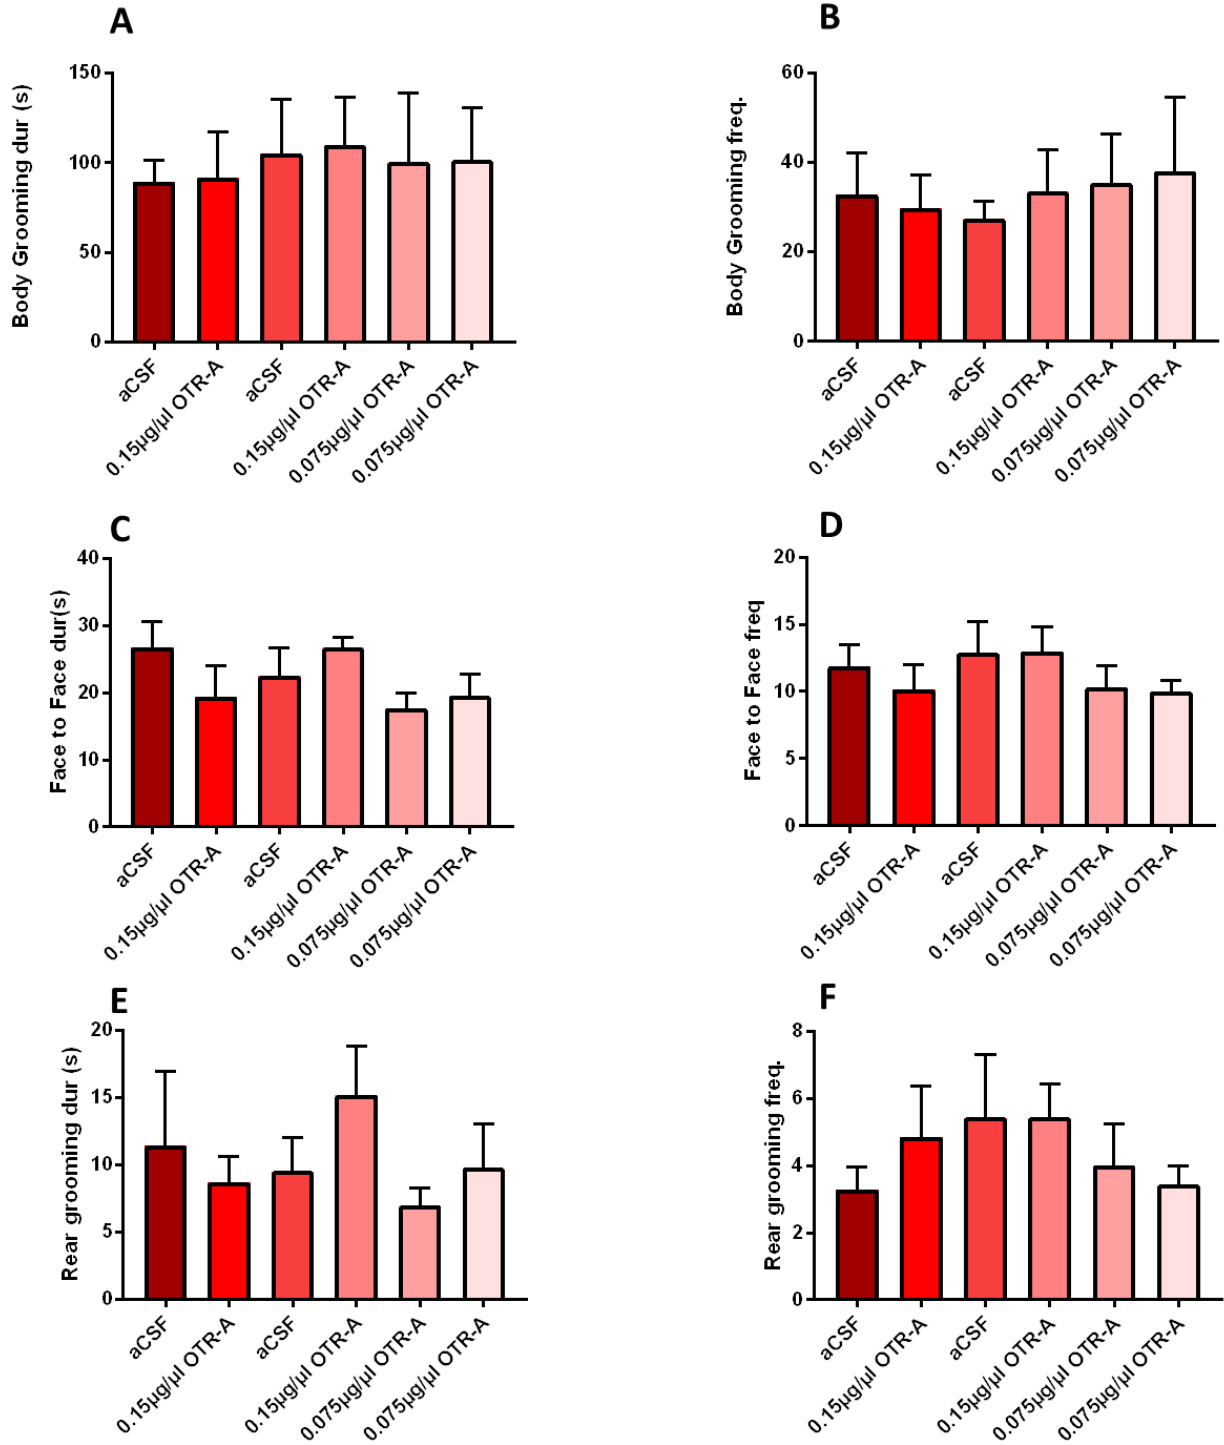 A
Body Grooming dur (s)
150
100
50
0
aCSF
0.15µg/µl OTR-A
aCSF
0.15µg/µl OTR-A
0.075µg/µl OTR-A
0.075µg/µl OTR-A
B
Body Grooming freq.
60
40
20
0
aCSF
0.15µg/µl OTR-A
aCSF
0.15µg/µl OTR-A
0.075µg/µl OTR-A
0.075µg/µl OTR-A
C
Face to Face dur(s)
40
30
20
10
0
aCSF
0.15µg/µl OTR-A
aCSF
0.15µg/µl OTR-A
0.075µg/µl OTR-A
0.075µg/µl OTR-A
D
Face to Face freq
20
15
10
5
0
aCSF
0.15µg/µl OTR-A
aCSF
0.15µg/µl OTR-A
0.075µg/µl OTR-A
0.075µg/µl OTR-A
E
Rear grooming dur (s)
20
15
10
5
0
aCSF
0.15µg/µl OTR-A
aCSF
0.15µg/µl OTR-A
0.075µg/µl OTR-A
0.075µg/µl OTR-A
F
Rear grooming freq.
8
6
4
2
0
aCSF
0.15µg/µl OTR-A
aCSF
0.15µg/µl OTR-A
0.075µg/µl OTR-A
0.075µg/µl OTR-A